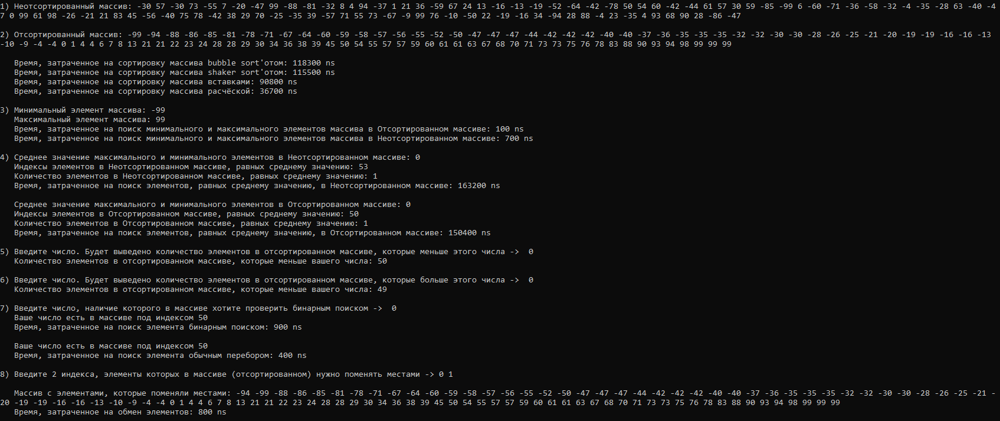 1) Неотсортированный массив: -30 57 -30 73 -55 7 -20 -47 99 -88 -81 -32 8 4 94 -37 1 21 36 -59 67 24 13 -16 -13 -19 -52 -64 -42 -78 50 54 60 -42 -44 61 57 30 59 -85 -99 6 -60 -71 -36 -58 -32 -4 -35 -28 63 -40 -4
7 0 99 61 98 -26 -21 21 83 45 -56 -40 75 78 -42 38 29 70 -25 -35 39 -57 71 55 73 -67 -9 99 76 -10 -50 22 -19 -16 34 -94 28 88 -4 23 -35 4 93 68 90 28 -86 -47
2) Отсортированный массив: -99 -94 -88 -86 -85 -81 -78 -71 -67 -64 -60 -59 -58 -57 -56 -55 -52 -50 -47 -47 -47 -44 -42 -42 -42 -40 -40 -37 -36 -35 -35 -35 -32 -32 -30 -30 -28 -26 -25 -21 -20 -19 -19 -16 -16 -13
-10 -9 -4 -4 0 1 4 4 6 7 8 13 21 21 22 23 24 28 28 29 30 34 36 38 39 45 50 54 55 57 57 59 60 61 61 63 67 68 70 71 73 73 75 76 78 83 88 90 93 94 98 99 99 99
Время, затраченное на сортировку массива bubble sort'отом: 118300 ns
Время, затраченное на сортировку массива shaker sort'отом: 115500 ns
Время, затраченное на сортировку массива вставками: 90800 ns
Время, затраченное на сортировку массива расчёской: 36700 ns
3) Минимальный элемент массива: -99
Максимальный элемент массива: 99
Время, затраченное на поиск минимального и максимального элементов массива в Отсортированном массиве: 100 ns
Время, затраченное на поиск минимального и максимального элементов массива в Неотсортированном массиве: 700 ns
4) Среднее значение максимального и минимального элементов в Неотсортированном массиве: 0
Индексы элементов в Неотсортированном массиве, равных среднему значению: 53
Количество элементов в Неотсортированном массиве, равных среднему значению: 1
Время, затраченное на поиск элементов, равных среднему значению, в Неотсортированном массиве: 163200 ns
Среднее значение максимального и минимального элементов в Отсортированном массиве: 0
Индексы элементов в Отсортированном массиве, равных среднему значению: 50
Количество элементов в Отсортированном массиве, равных среднему значению: 1
Время, затраченное на поиск элементов, равных среднему значению, в Отсортированном массиве: 150400 ns
5) Введите число. Будет выведено количество элементов в отсортированном массиве, которые меньше этого числа -> 0
Количество элементов в отсортированном массиве, которые меньше вашего числа: 50
6) Введите число. Будет выведено количество элементов в отсортированном массиве, которые больше этого числа -> 0
Количество элементов в отсортированном массиве, которые меньше вашего числа: 49
7) Введите число, наличие которого в массиве хотите проверить бинарным поиском -> 0
Ваше число есть в массиве под индексом 50
Время, затраченное на поиск элемента бинарным поиском: 900 ns
Ваше число есть в массиве под индексом 50
Время, затраченное на поиск элемента обычным перебором: 400 ns
8) Введите 2 индекса, элементы которых в массиве (отсортированном) нужно поменять местами -> 0 1
Массив с элементами, которые поменяли местами: -94 -99 -88 -86 -85 -81 -78 -71 -67 -64 -60 -59 -58 -57 -56 -55 -52 -50 -47 -47 -47 -44 -42 -42 -42 -40 -40 -37 -36 -35 -35 -35 -32 -32 -30 -30 -28 -26 -25 -21 -
20 -19 -19 -16 -16 -13 -10 -9 -4 -4 0 1 4 4 6 7 8 13 21 21 22 23 24 28 28 29 30 34 36 38 39 45 50 54 55 57 57 59 60 61 61 63 67 68 70 71 73 73 75 76 78 83 88 90 93 94 98 99 99 99
Время, затраченное на обмен элементов: 800 ns